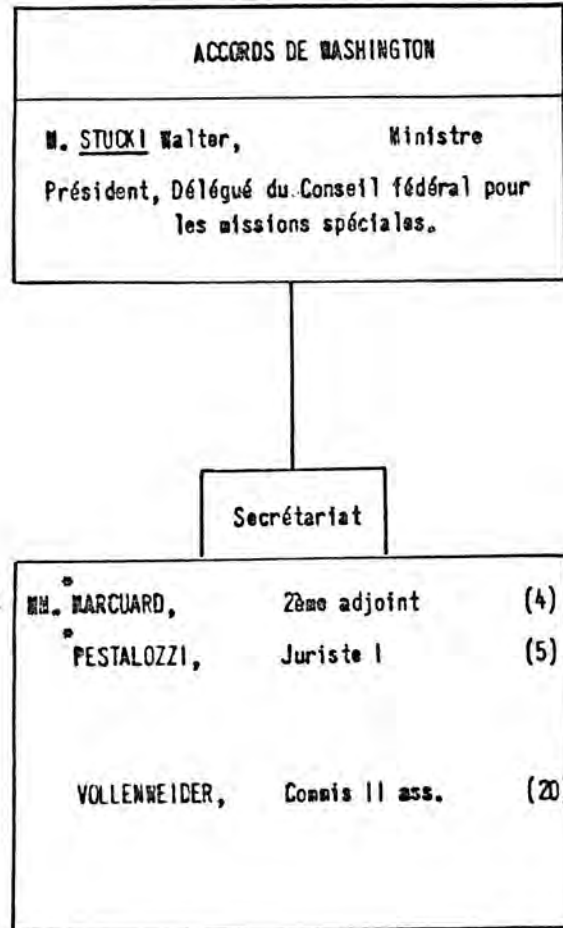 ACCORDS DE WASHINGTON
M. STUCKI Walter, Ministre
Président, Délégué du Conseil fédéral pour
les missions spéciales.
Secrétariat
*
MM. MARCUARD, 2ème adjoint (4)
*
PESTALOZZI, Juriste I (5)
VOLLENWEIDER, Commis II ass. (20